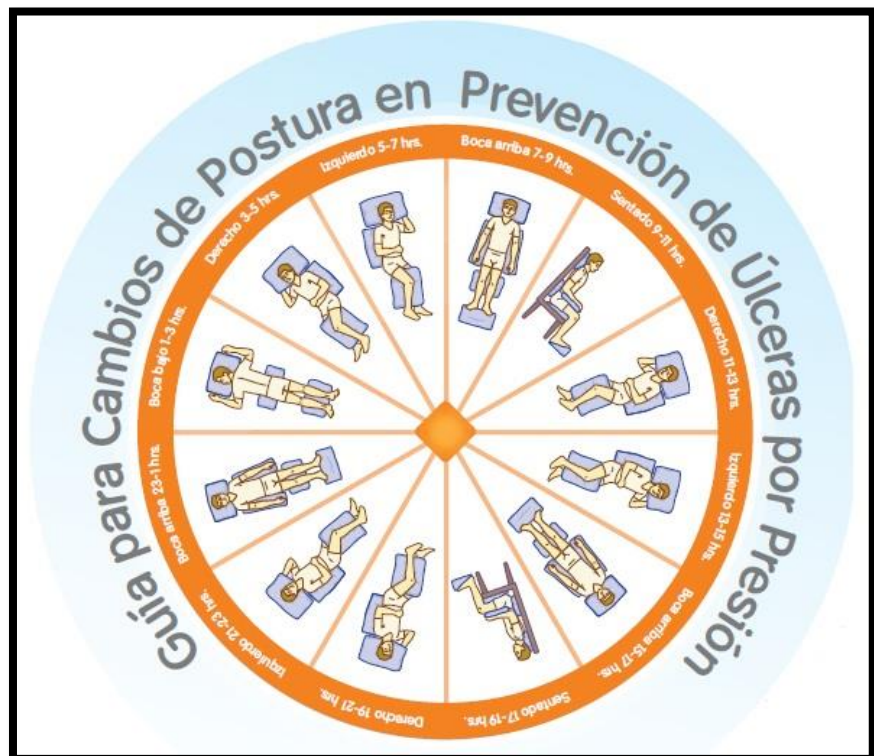 Guía para Cambios de Postura en Prevención de Úlceras por Presión
Boca arriba 7-9 hrs.
Sentado 9-11 hrs.
Derecho 11-13 hrs.
Izquierdo 13-15 hrs.
Boca arriba 15-17 hrs.
Sentado 17-19 hrs.
Derecho 19-21 hrs.
Izquierdo 21-23 hrs.
Boca arriba 23-1 hrs.
Boca bajo 1-3 hrs.
Derecho 3-5 hrs.
Izquierdo 5-7 hrs.